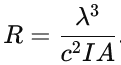 R = \frac{\lambda^3}{c^2 I A}.